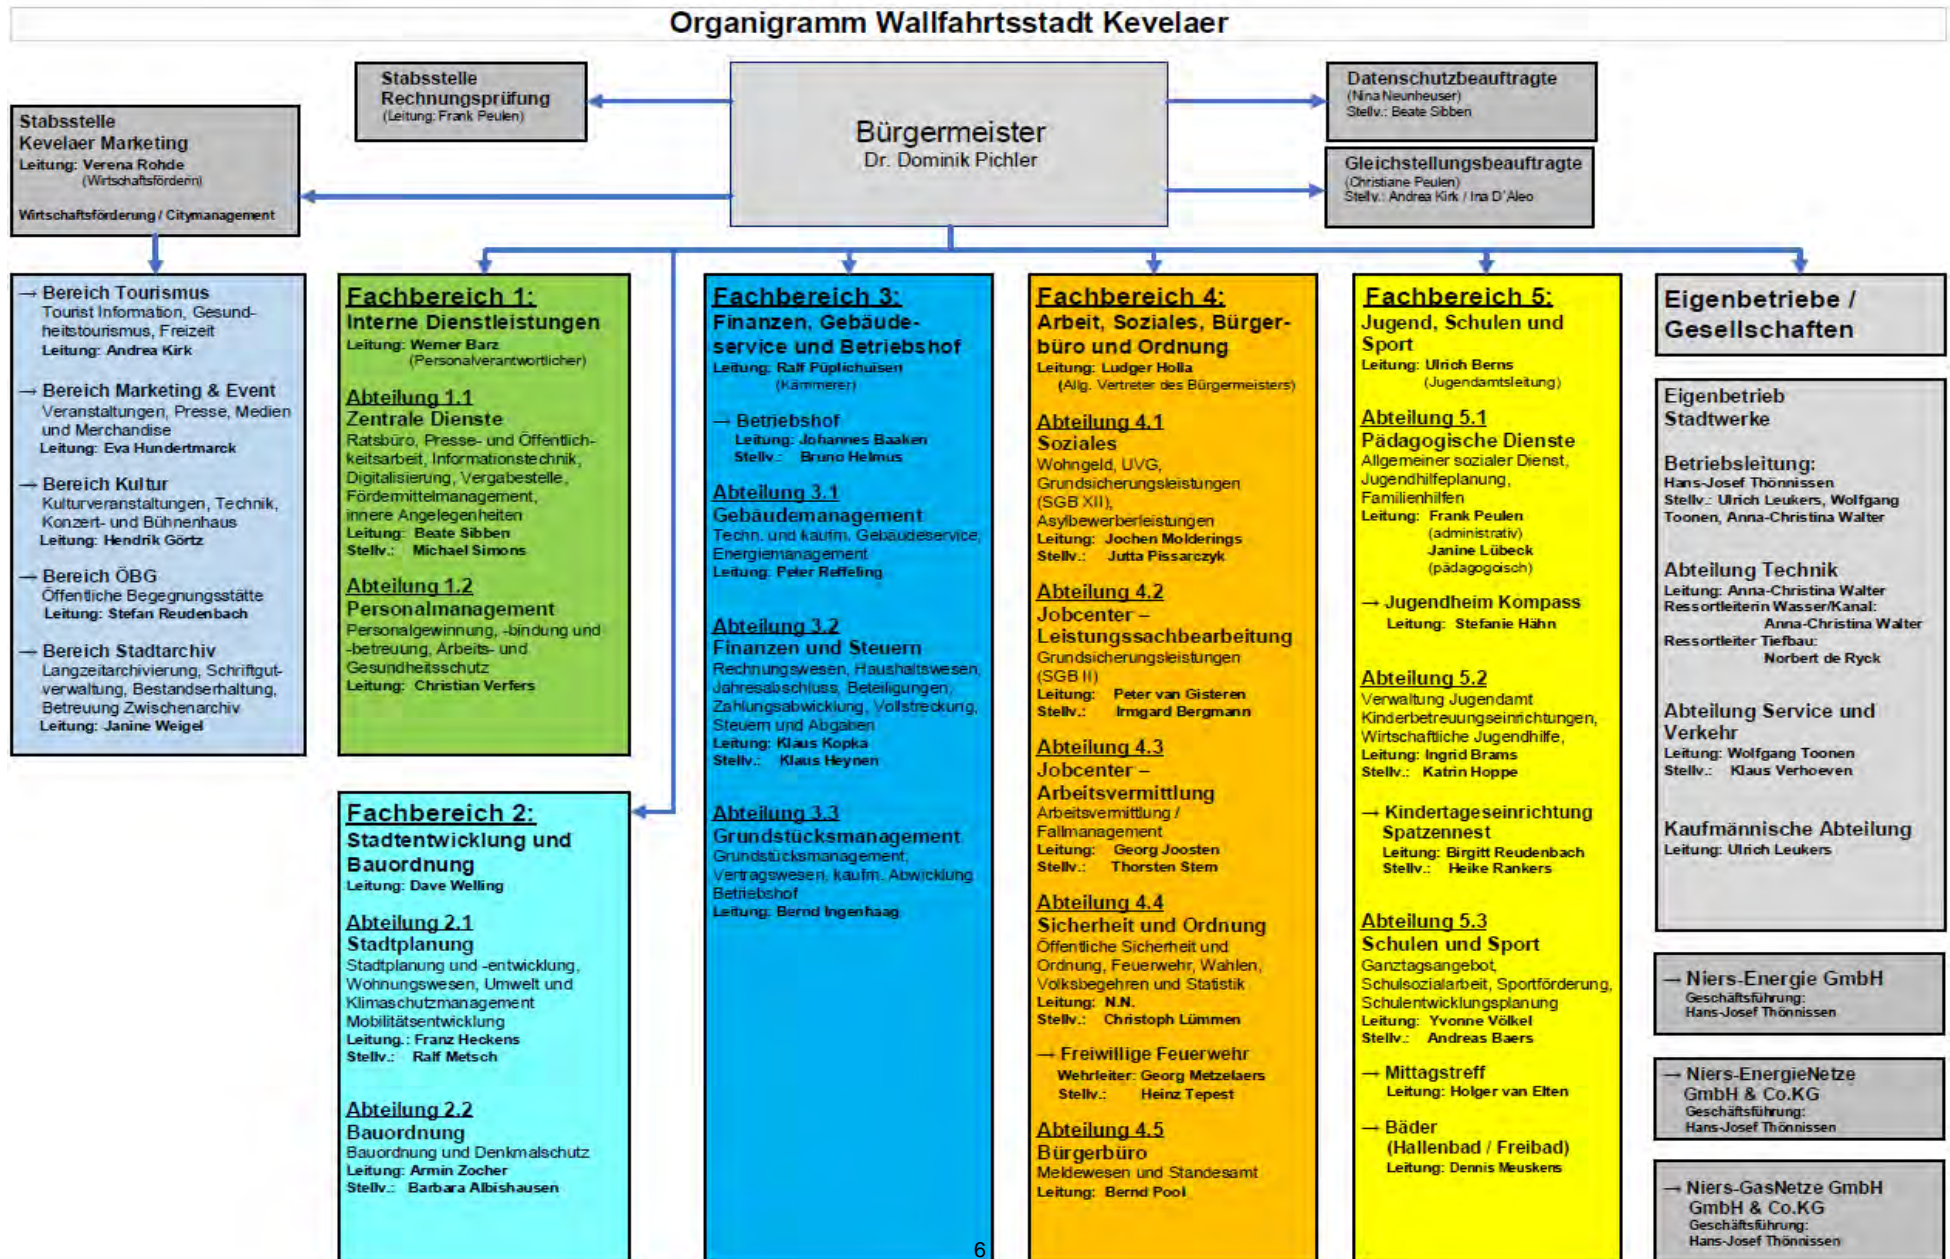 Organigramm Wallfahrtsstadt Kevelaer
Stabsstelle
Kevelaer Marketing
Leitung: Verena Rohde
(Wirtschaftsförderin)
Wirtschaftsförderung / Citymanagement
Stabsstelle
Rechnungsprüfung
(Leitung: Frank Peulen)
Bürgermeister
Dr. Dominik Pichler
Datenschutzbeauftragte
(Nina Neunheuser)
Stellv.: Beate Sibben
Gleichstellungsbeauftragte
(Christiane Peulen)
Stellv.: Andrea Kirk / Ina D´Aleo
→ Bereich Tourismus
Tourist Information, Gesund-
heitstourismus, Freizeit
Leitung: Andrea Kirk
→ Bereich Marketing & Event
Veranstaltungen, Presse, Medien
und Merchandise
Leitung: Eva Hundertmarck
→ Bereich Kultur
Kulturveranstaltungen, Technik,
Konzert- und Bühnenhaus
Leitung: Hendrik Görtz
→ Bereich ÖBG
Öffentliche Begegnungsstätte
Leitung: Stefan Reudenbach
→ Bereich Stadtarchiv
Langzeitarchivierung, Schriftgut-
verwaltung, Bestandserhaltung,
Betreuung Zwischenarchiv
Leitung: Janine Weigel
Fachbereich 1:
Interne Dienstleistungen
Leitung: Werner Barz
(Personalverantwortlicher)
Abteilung 1.1
Zentrale Dienste
Ratsbüro, Presse- und Öffentlich-
keitsarbeit, Informationstechnik,
Digitalisierung, Vergabestelle,
Fördermittelmanagement,
innere Angelegenheiten
Leitung: Beate Sibben
Stellv.: Michael Simons
Abteilung 1.2
Personalmanagement
Personalgewinnung, -bindung und
-betreuung, Arbeits- und
Gesundheitsschutz
Leitung: Christian Verfers
Fachbereich 2:
Stadtentwicklung und
Bauordnung
Leitung: Dave Welling
Abteilung 2.1
Stadtplanung
Stadtplanung und -entwicklung,
Wohnungswesen, Umwelt und
Klimaschutzmanagement
Mobilitätsentwicklung
Leitung.: Franz Heckens
Stellv.: Ralf Metsch
Abteilung 2.2
Bauordnung
Bauordnung und Denkmalschutz
Leitung: Armin Zocher
Stellv.: Barbara Albishausen
Fachbereich 3:
Finanzen, Gebäude-
service und Betriebshof
Leitung: Ralf Püplichuisen
(Kämmerer)
→ Betriebshof
Leitung: Johannes Baaken
Stellv.: Bruno Helmus
Abteilung 3.1
Gebäudemanagement
Techn. und kaufm. Gebäudeservice,
Energiemanagement
Leitung: Peter Reffeling
Abteilung 3.2
Finanzen und Steuern
Rechnungswesen, Haushaltswesen,
Jahresabschluss, Beteiligungen,
Zahlungsabwicklung, Vollstreckung,
Steuern und Abgaben
Leitung: Klaus Kopka
Stellv.: Klaus Heynen
Abteilung 3.3
Grundstücksmanagement
Grundstücksmanagement,
Vertragswesen, kaufm. Abwicklung
Betriebshof
Leitung: Bernd Ingenhaag
Fachbereich 4:
Arbeit, Soziales, Bürger-
büro und Ordnung
Leitung: Ludger Holla
(Allg. Vertreter des Bürgermeisters)
Abteilung 4.1
Soziales
Wohngeld, UVG,
Grundsicherungsleistungen
(SGB XII),
Asylbewerberleistungen
Leitung: Jochen Molderings
Stellv.: Jutta Pissarczyk
Abteilung 4.2
Jobcenter –
Leistungssachbearbeitung
Grundsicherungsleistungen
(SGB II)
Leitung: Peter van Gisteren
Stellv.: Irmgard Bergmann
Abteilung 4.3
Jobcenter –
Arbeitsvermittlung
Arbeitsvermittlung /
Fallmanagement
Leitung: Georg Joosten
Stellv.: Thorsten Stem
Abteilung 4.4
Sicherheit und Ordnung
Öffentliche Sicherheit und
Ordnung, Feuerwehr, Wahlen,
Volksbegehren und Statistik
Leitung: N.N.
Stellv.: Christoph Lümmen
→ Freiwillige Feuerwehr
Wehrleiter: Georg Metzelaers
Stellv.: Heinz Tepest
Abteilung 4.5
Bürgerbüro
Meldewesen und Standesamt
Leitung: Bernd Pool
Fachbereich 5:
Jugend, Schulen und
Sport
Leitung: Ulrich Berns
(Jugendamtsleitung)
Abteilung 5.1
Pädagogische Dienste
Allgemeiner sozialer Dienst,
Jugendhilfeplanung,
Familienhilfen
Leitung: Frank Peulen
(administrativ)
Janine Lübeck
(pädagogoisch)
→ Jugendheim Kompass
Leitung: Stefanie Hähn
Abteilung 5.2
Verwaltung Jugendamt
Kinderbetreuungseinrichtungen,
Wirtschaftliche Jugendhilfe,
Leitung: Ingrid Brams
Stellv.: Katrin Hoppe
→ Kindertageseinrichtung
Spatzennest
Leitung: Birgitt Reudenbach
Stellv.: Heike Rankers
Abteilung 5.3
Schulen und Sport
Ganztagsangebot,
Schulsozialarbeit, Sportförderung,
Schulentwicklungsplanung
Leitung: Yvonne Völkel
Stellv.: Andreas Baers
→ Mittagstreff
Leitung: Holger van Elten
→ Bäder
(Hallenbad / Freibad)
Leitung: Dennis Meuskens
Eigenbetriebe /
Gesellschaften
Eigenbetrieb
Stadtwerke
Betriebsleitung:
Hans-Josef Thönnissen
Stellv.: Ulrich Leukers, Wolfgang
Toonen, Anna-Christina Walter
Abteilung Technik
Leitung: Anna-Christina Walter
Ressortleiterin Wasser/Kanal:
Anna-Christina Walter
Ressortleiter Tiefbau:
Norbert de Ryck
Abteilung Service und
Verkehr
Leitung: Wolfgang Toonen
Stellv.: Klaus Verhoeven
Kaufmännische Abteilung
Leitung: Ulrich Leukers
→ Niers-Energie GmbH
Geschäftsführung:
Hans-Josef Thönnissen
→ Niers-EnergieNetze
GmbH & Co.KG
Geschäftsführung:
Hans-Josef Thönnissen
→ Niers-GasNetze GmbH
GmbH & Co.KG
Geschäftsführung:
Hans-Josef Thönnissen
6